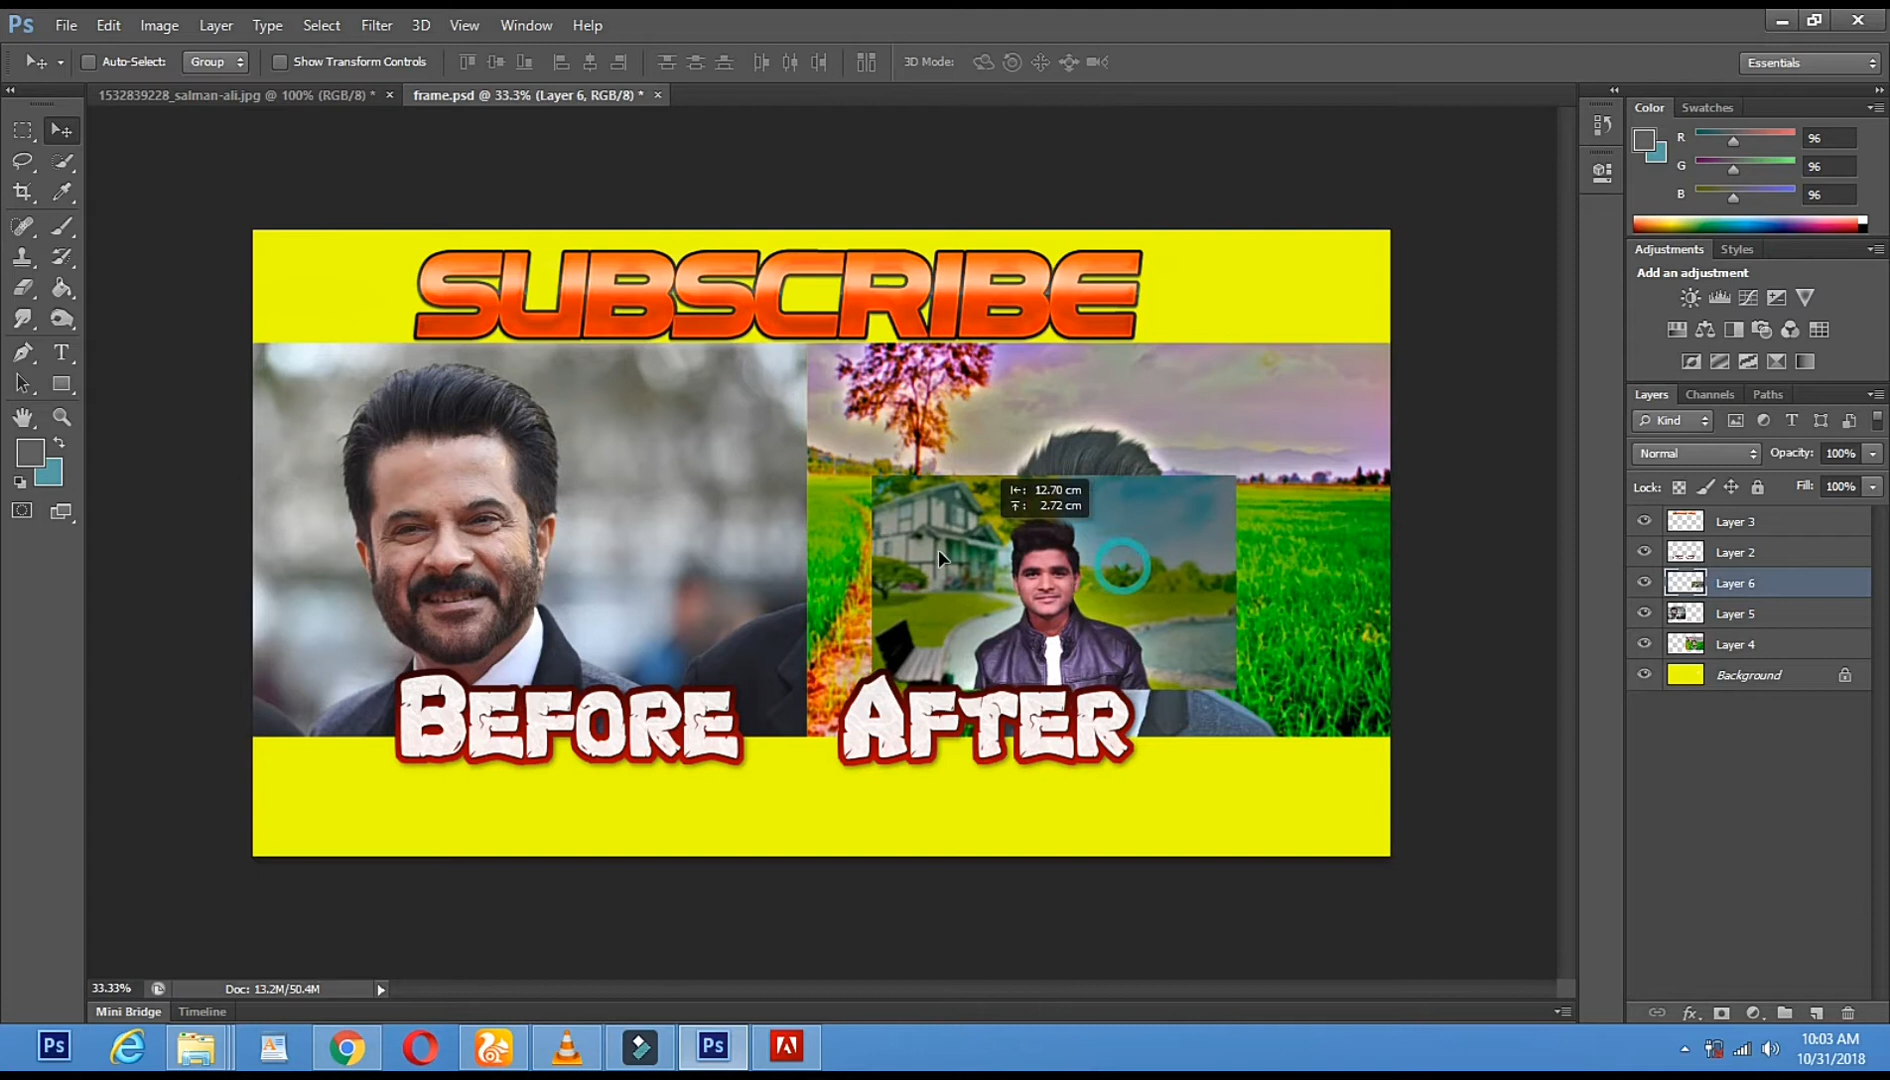 Ps File Edit Image Layer Type Select Filter 3D View Window Help
Auto-Select: Group Show Transform Controls 3D Mode: Essentials
1532839228_salman-ali.jpg @ 100% (RGB/8) * × frame.psd @ 33.3% (Layer 6, RGB/8) * ×
Color Swatches
R 96
G 96
B 96
Adjustments Styles
Add an adjustment
SUBSCRIBE
Layers Channels Paths
Kind
Normal Opacity: 100%
Lock: Fill: 100%
12.70 cm
2.72 cm
Layer 3
Layer 2
Layer 6
Layer 5
Layer 4
Background
BEFORE AFTER
33.33% Doc: 13.2M/50.4M
Mini Bridge Timeline
Ps Ps
10:03 AM
10/31/2018